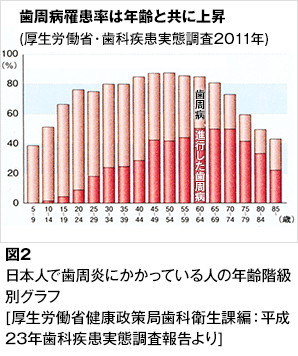 歯周病罹患率は年齢と共に上昇
(厚生労働省・歯科疾患実態調査2011年)
100
(%)
80
60
40
20
0
歯周病
進行した歯周病
5 10 15 20 25 30 35 40 45 50 55 60 65 70 75 80 85 (歳)
9 14 19 24 29 34 39 44 49 54 59 64 69 74 79 84
図2
日本人で歯周炎にかかっている人の年齢階級
別グラフ
[厚生労働省健康政策局歯科衛生課編：平成
23年歯科疾患実態調査報告より]